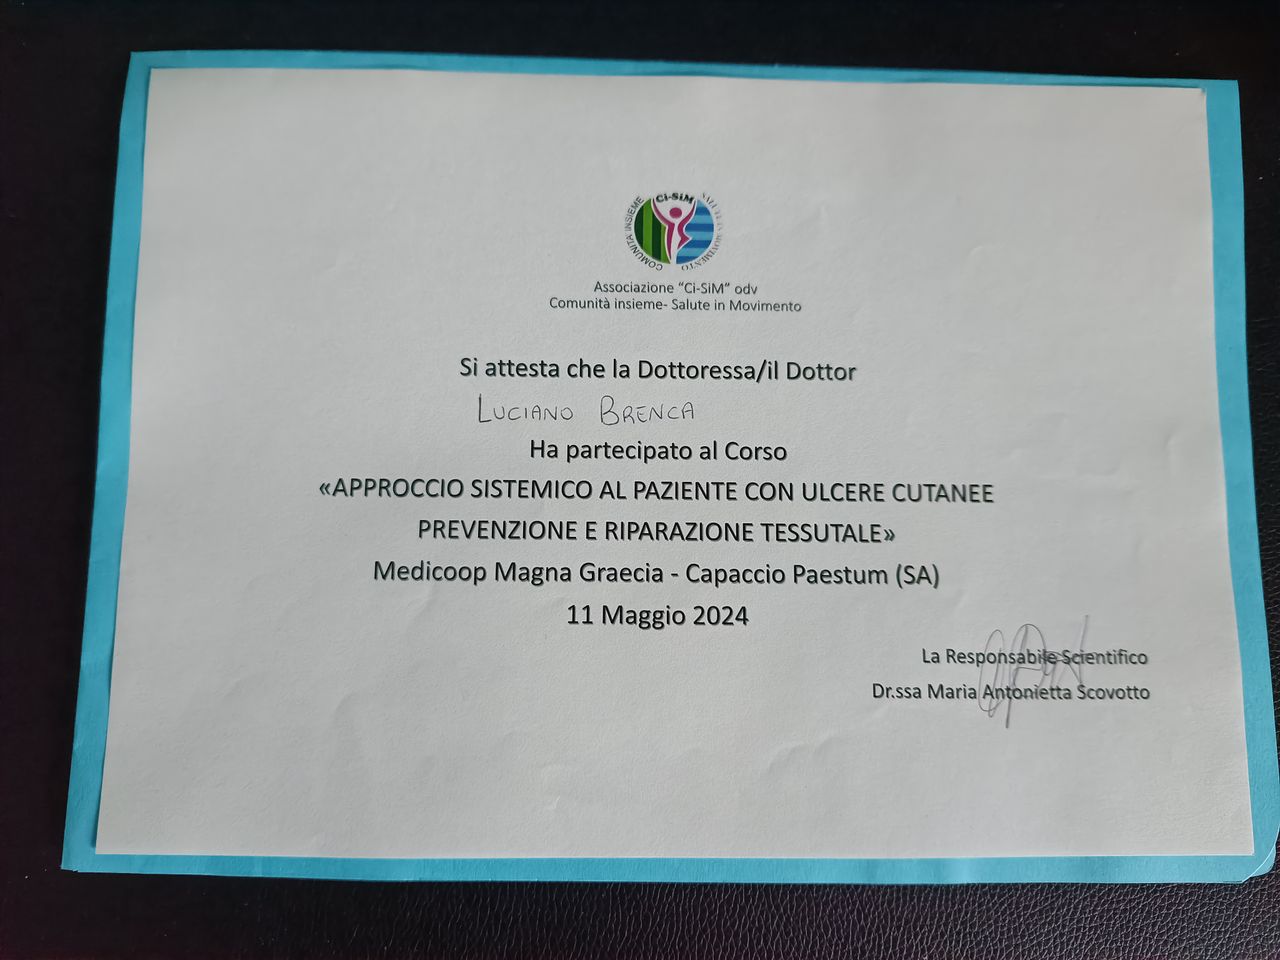 Ci-SiM
COMUNITÀ INSIEME
SALUTE IN MOVIMENTO
Associazione "Ci-SiM" odv
Comunità insieme- Salute in Movimento
Si attesta che la Dottoressa/il Dottor
LUCIANO BRENCA
Ha partecipato al Corso
«APPROCCIO SISTEMICO AL PAZIENTE CON ULCERE CUTANEE
PREVENZIONE E RIPARAZIONE TESSUTALE»
Medicoop Magna Graecia - Capaccio Paestum (SA)
11 Maggio 2024
La Responsabile Scientifico
Dr.ssa Maria Antonietta Scovotto